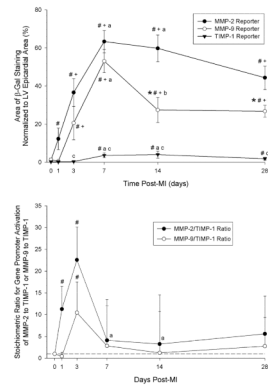 MMP-2 Reporter
MMP-9 Reporter
TIMP-1 Reporter
Area of β-Gal Staining
Normalized to LV Epicardial Area (%)
80
60
40
20
0
#
# +
# + a
# + a
# + a
# +
# +
★# + b
★# +
c
# a c
# a c
# c
0 1 3 7 14 28
Time Post-MI (days)
MMP-2/TIMP-1 Ratio
MMP-9/TIMP-1 Ratio
Stoichiometric Ratio for Gene Promoter Activation
of MMP-2 to TIMP-1 or MMP-9 to TIMP-1
35
30
25
20
15
10
5
0
#
#
#
a
a
0 1 3 7 14 28
Days Post-MI